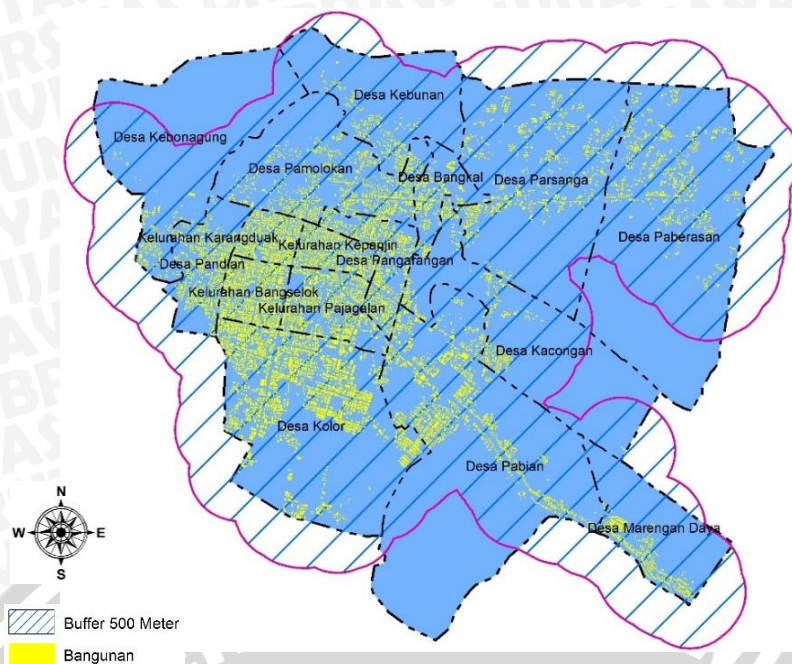 Desa Kebunan
Desa Kebonagung
Desa Pamolokan
Desa Bangkal
Desa Parsanga
Kelurahan Karangduak
Kelurahan Kepanjin
Desa Paberasan
Desa Pandian
Desa Pangarangan
Kelurahan Bangselok
Kelurahan Pajagalan
Desa Kacongan
Desa Kolor
Desa Pabian
Desa Marengan Daya
N
W
E
S
Buffer 500 Meter
Bangunan